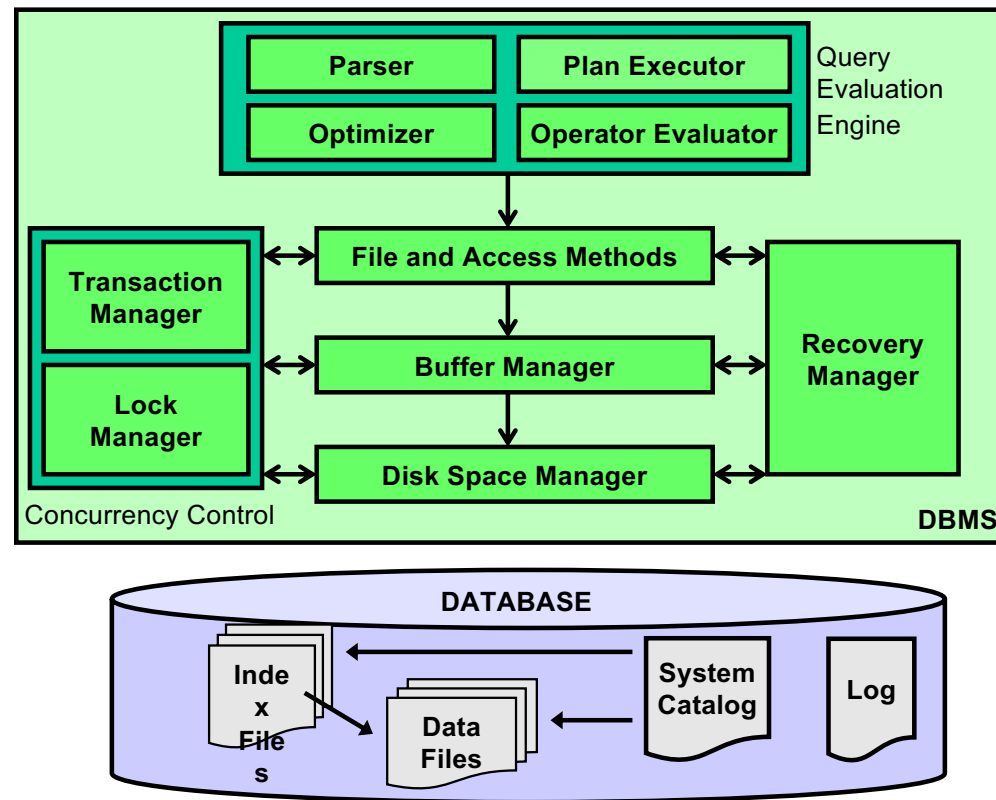 Parser
Plan Executor
Query
Evaluation
Engine
Optimizer
Operator Evaluator
File and Access Methods
Transaction
Manager
Recovery
Manager
Buffer Manager
Lock
Manager
Disk Space Manager
Concurrency Control
DBMS
DATABASE
Inde
x
File
s
Data
Files
System
Catalog
Log